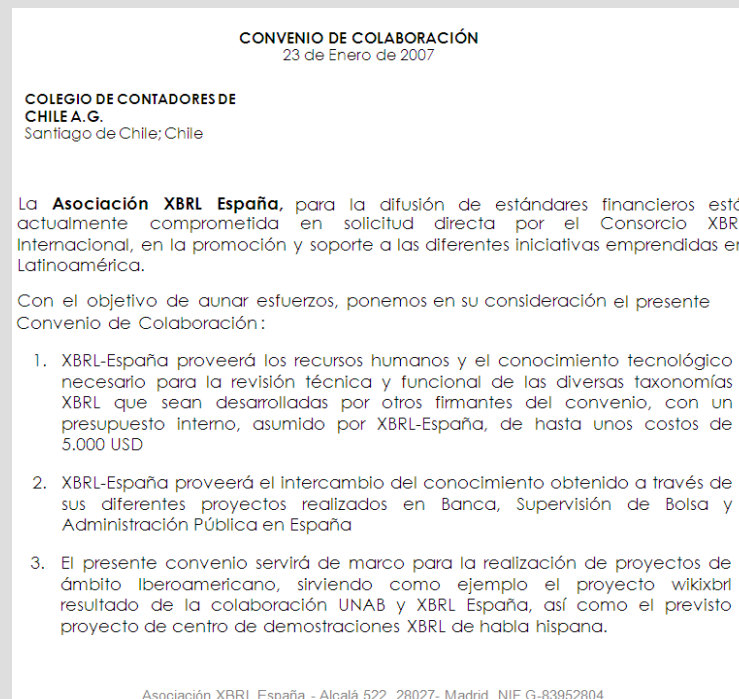 CONVENIO DE COLABORACIÓN
23 de Enero de 2007
COLEGIO DE CONTADORES DE
CHILE A.G.
Santiago de Chile; Chile
La Asociación XBRL España, para la difusión de estándares financieros está
actualmente comprometida en solicitud directa por el Consorcio XBR
Internacional, en la promoción y soporte a las diferentes iniciativas emprendidas en
Latinoamérica.
Con el objetivo de aunar esfuerzos, ponemos en su consideración el presente
Convenio de Colaboración:
1. XBRL-España proveerá los recursos humanos y el conocimiento tecnológico
necesario para la revisión técnica y funcional de las diversas taxonomías
XBRL que sean desarrolladas por otros firmantes del convenio, con un
presupuesto interno, asumido por XBRL-España, de hasta unos costos de
5.000 USD
2. XBRL-España proveerá el intercambio del conocimiento obtenido a través de
sus diferentes proyectos realizados en Banca, Supervisión de Bolsa y
Administración Pública en España
3. El presente convenio servirá de marco para la realización de proyectos de
ámbito Iberoamericano, sirviendo como ejemplo el proyecto wikixbrl
resultado de la colaboración UNAB y XBRL España, así como el previsto
proyecto de centro de demostraciones XBRL de habla hispana.
Asociación XBRL España - Alcalá 522, 28027- Madrid, NIF G-83952804